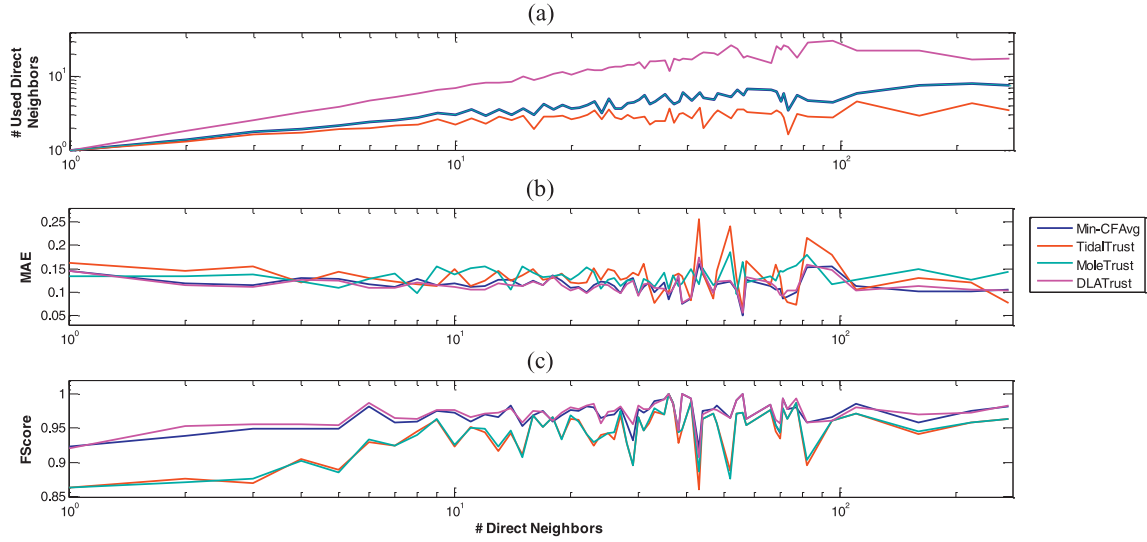 (a)
# Used Direct
Neighbors
10^1
10^0
10^0
10^1
10^2
(b)
MAE
0.25
0.2
0.15
0.1
0.05
10^0
10^1
10^2
Min-CFAvg
TidalTrust
MoleTrust
DLATrust
(c)
FScore
1
0.95
0.9
0.85
10^0
10^1
10^2
# Direct Neighbors